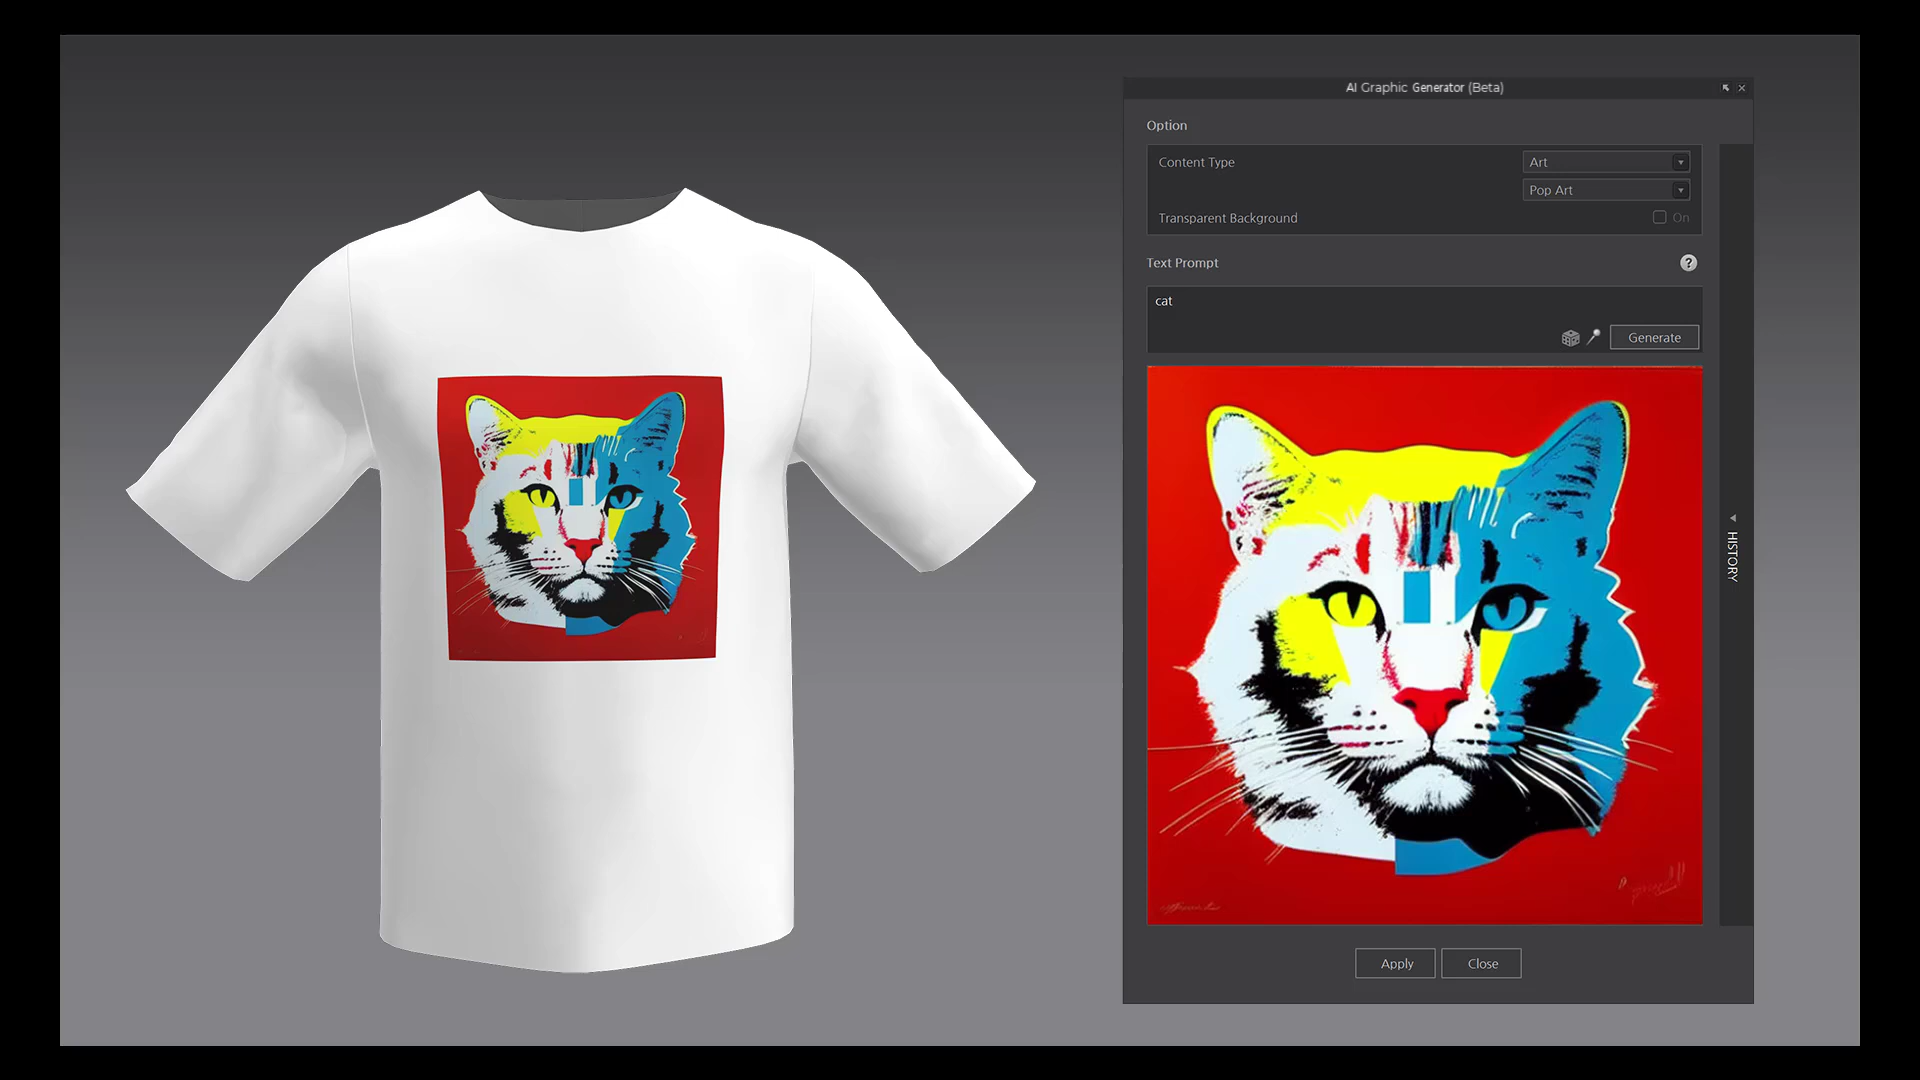 AI Graphic Generator (Beta)
Option
Content Type
Art
Pop Art
Transparent Background
On
Text Prompt
?
cat
Generate
HISTORY
Apply
Close